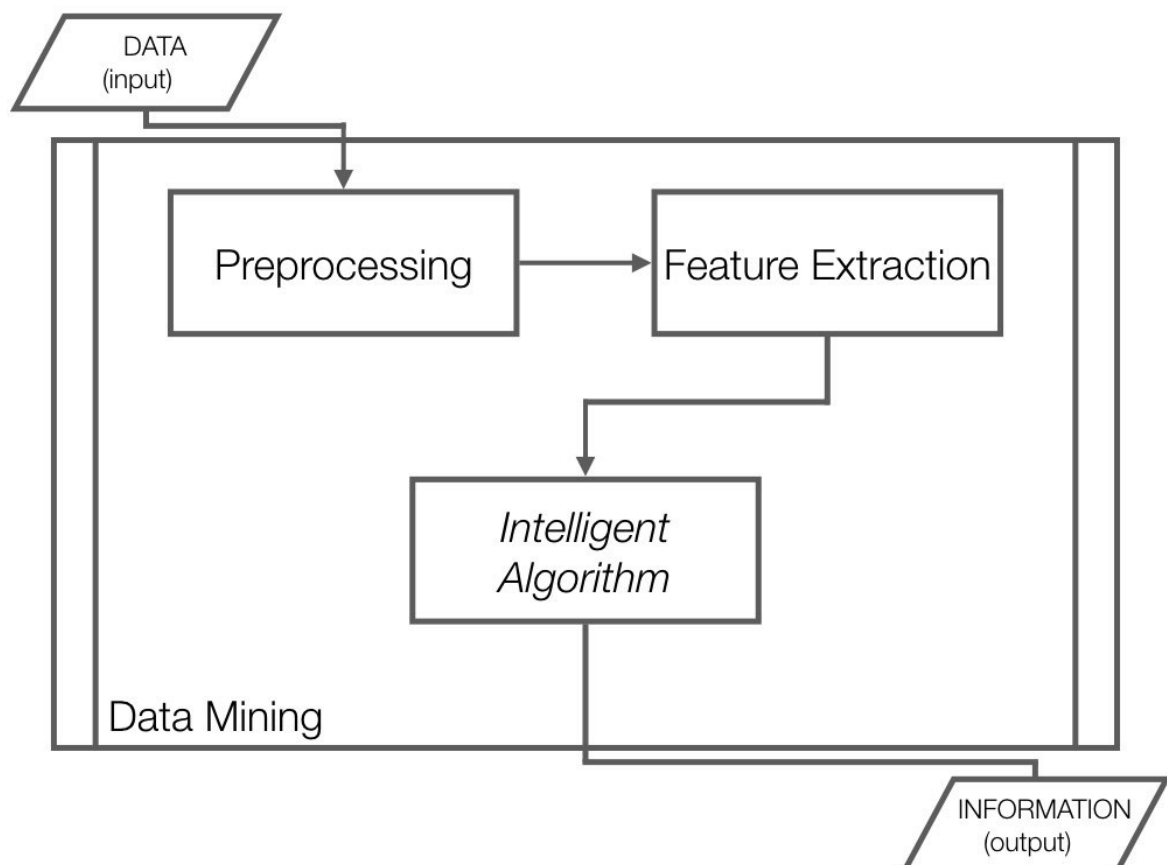 DATA
(input)
Preprocessing
Feature Extraction
Intelligent
Algorithm
Data Mining
INFORMATION
(output)